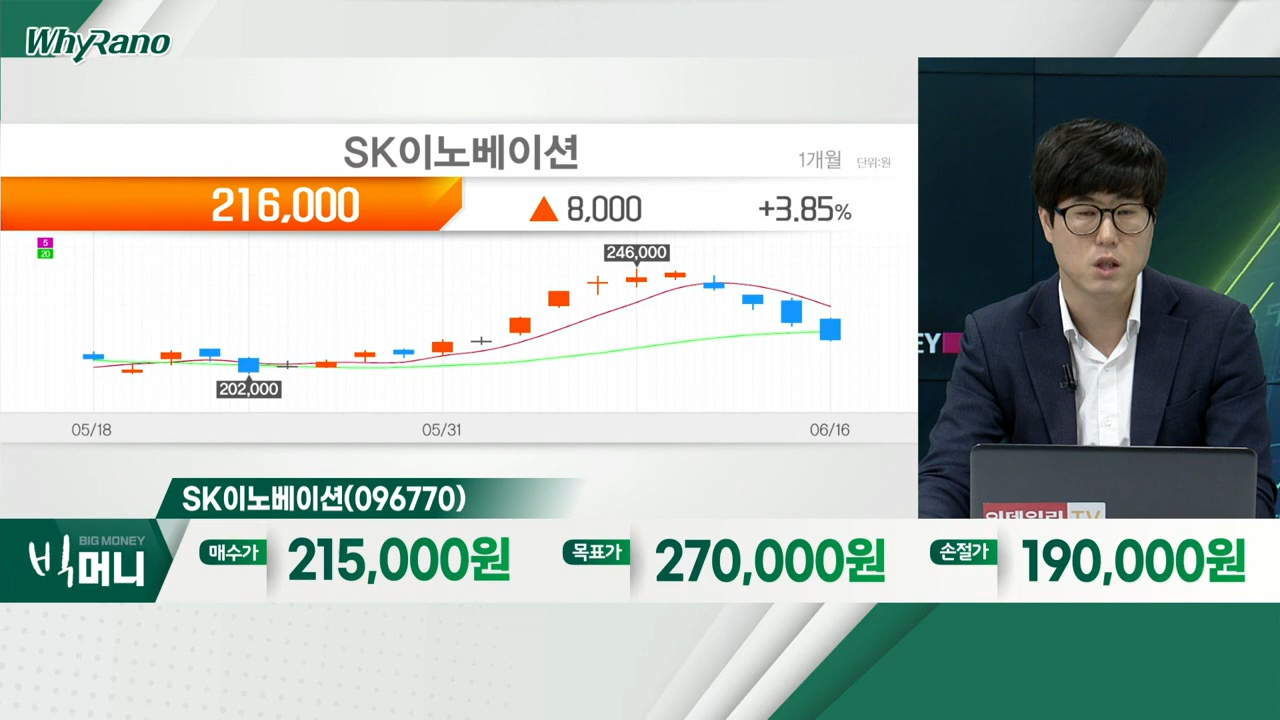 WhyRano
SK이노베이션
1개월 단위:원
216,000 ▲ 8,000 +3.85%
5
20
246,000
202,000
05/18 05/31 06/16
EY
SK이노베이션(096770)
BIG MONEY
빅머니
매수가 215,000원 목표가 270,000원 손절가 190,000원